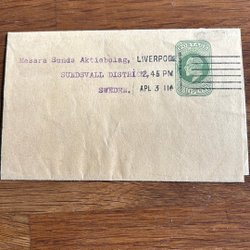 Messrs Sunds Aktiebolag,
SUNDSVALL DISTRICT,
SWEDEN.
LIVERPOOL
2.45 PM
APL 3 11